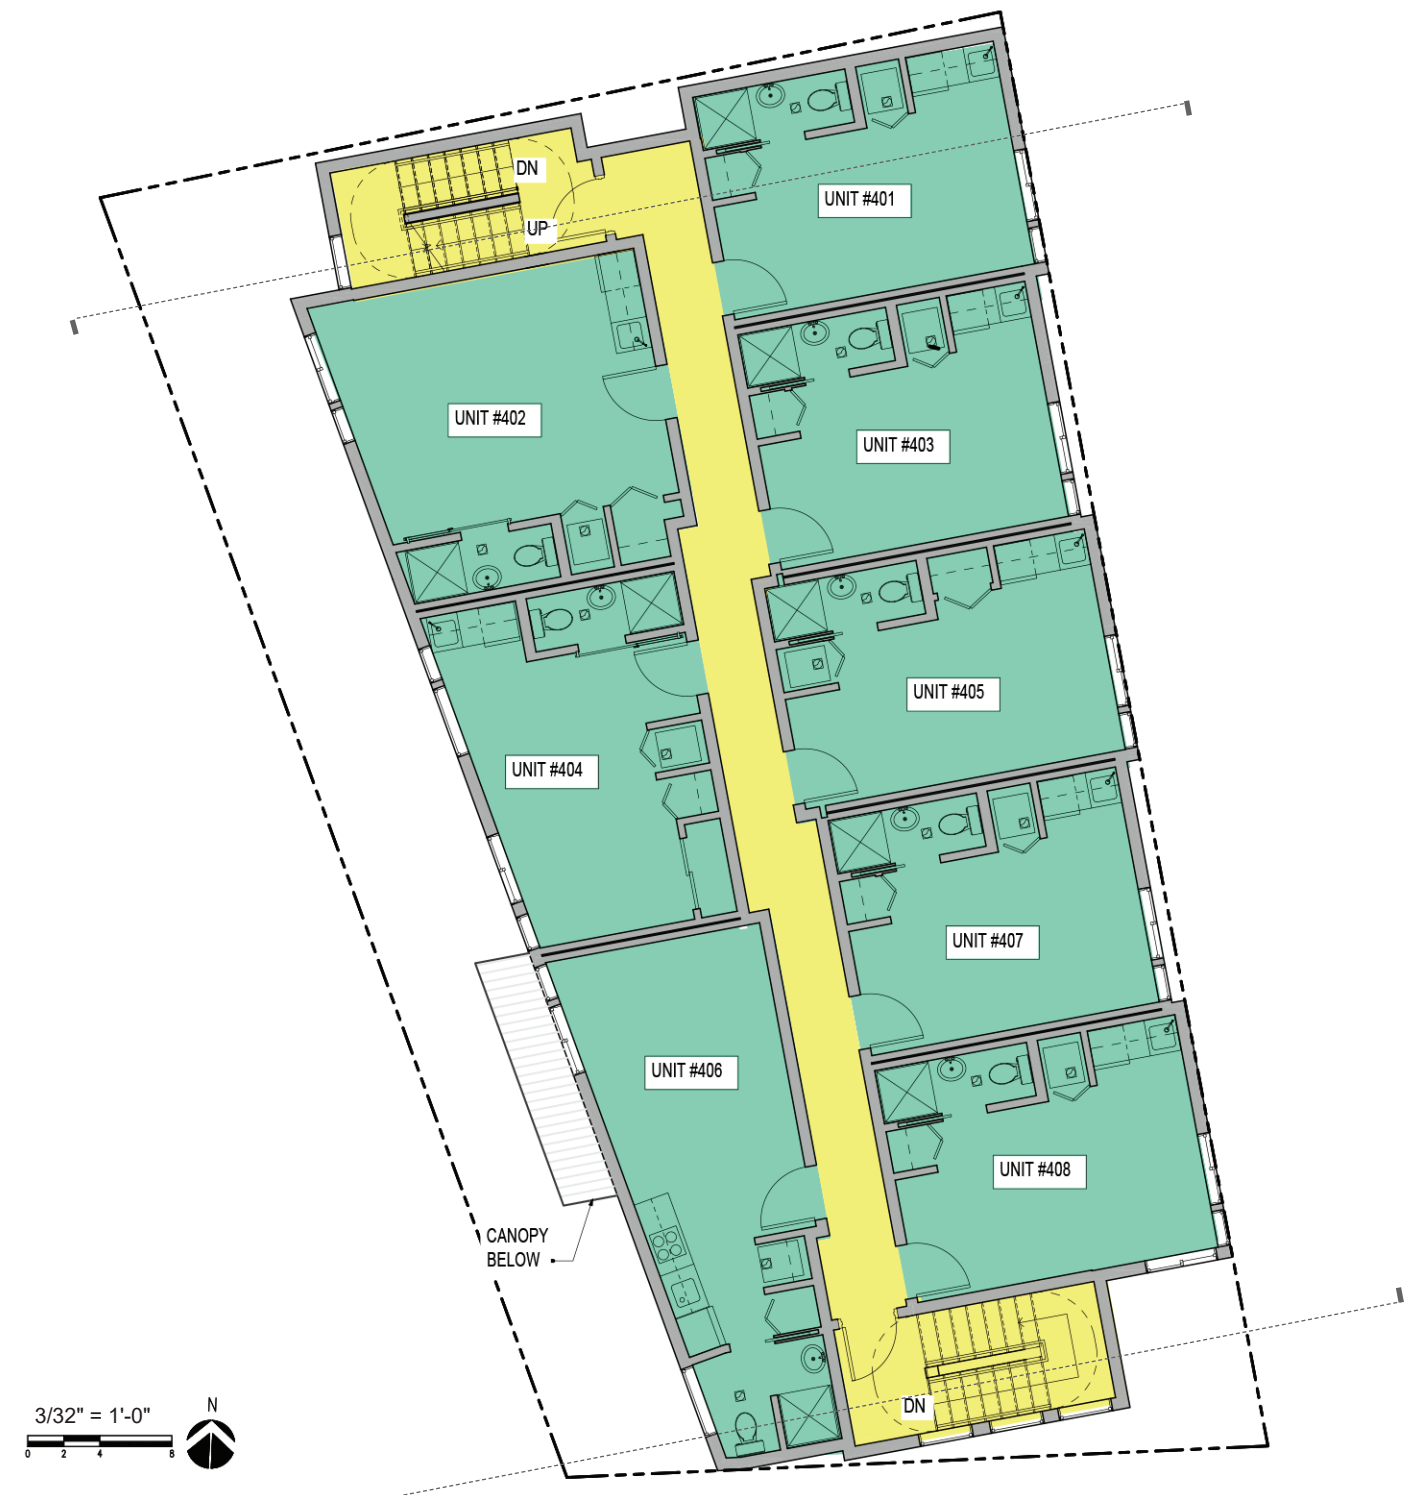 DN
UP
UNIT #401
UNIT #402
UNIT #403
UNIT #405
UNIT #404
UNIT #407
UNIT #406
UNIT #408
CANOPY
BELOW
DN
3/32" = 1'-0"
N
0 2 4 8